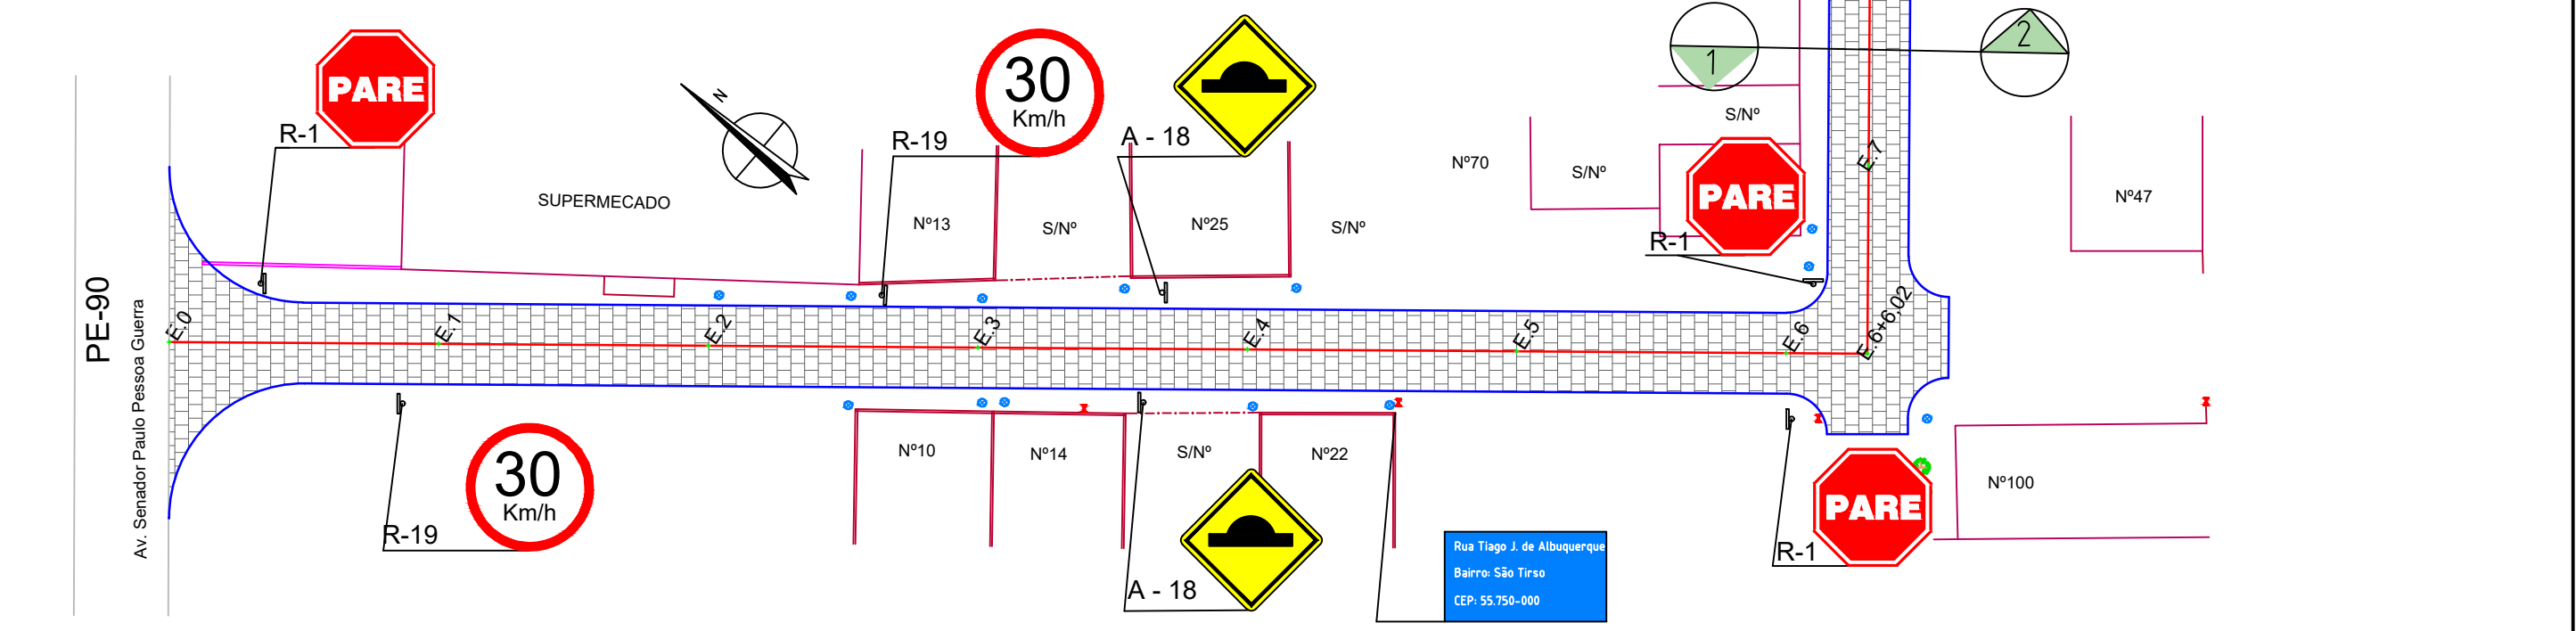 PARE
R-1
N
R-19
30
Km/h
A - 18
1
2
S/Nº
Nº70
S/Nº
PARE
R-1
E.7
Nº47
SUPERMECADO
Nº13
S/Nº
Nº25
S/Nº
PE-90
Av. Senador Paulo Pessoa Guerra
E.0
E.1
E.2
E.3
E.4
E.5
E.6
E.6+6,02
R-19
30
Km/h
Nº10
Nº14
S/Nº
Nº22
A - 18
Rua Tiago J. de Albuquerque
Bairro: São Tirso
CEP: 55.750-000
R-1
PARE
Nº100